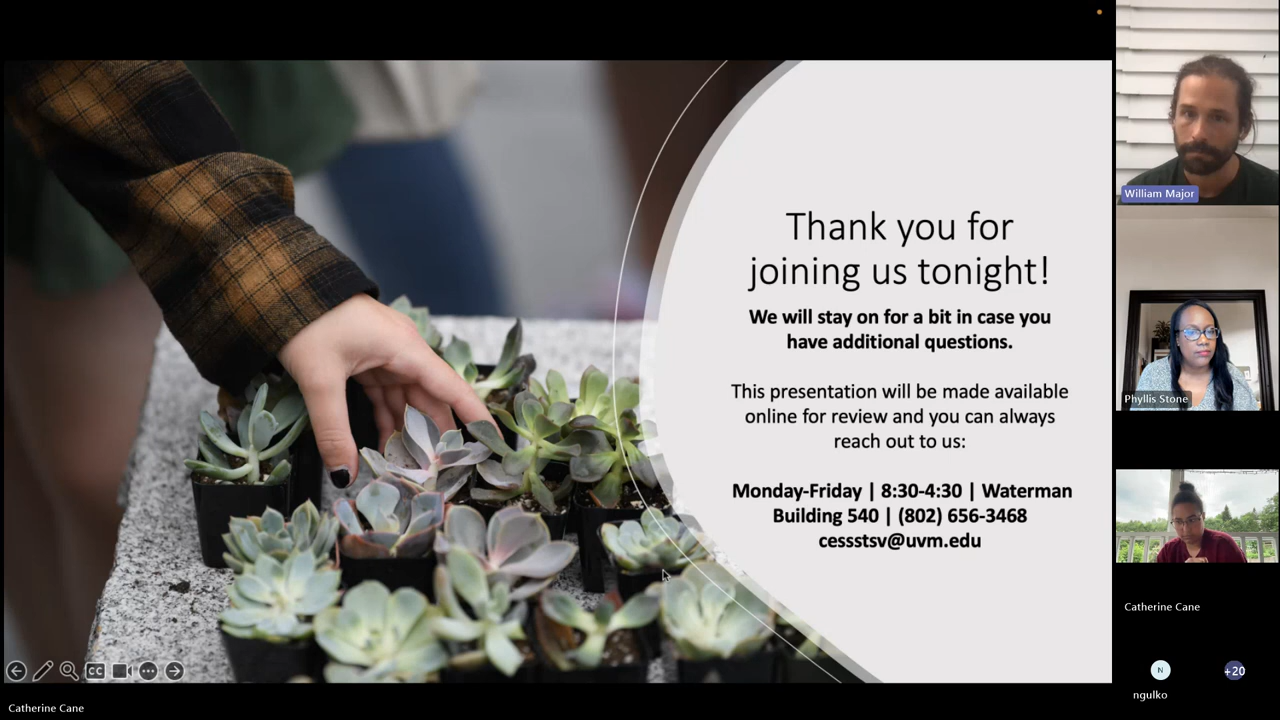 Thank you for
joining us tonight!
We will stay on for a bit in case you
have additional questions.
This presentation will be made available
online for review and you can always
reach out to us:
Monday-Friday | 8:30-4:30 | Waterman
Building 540 | (802) 656-3468
cessstsv@uvm.edu
William Major
Phyllis Stone
Catherine Cane
N
+20
ngulko
CC
Catherine Cane